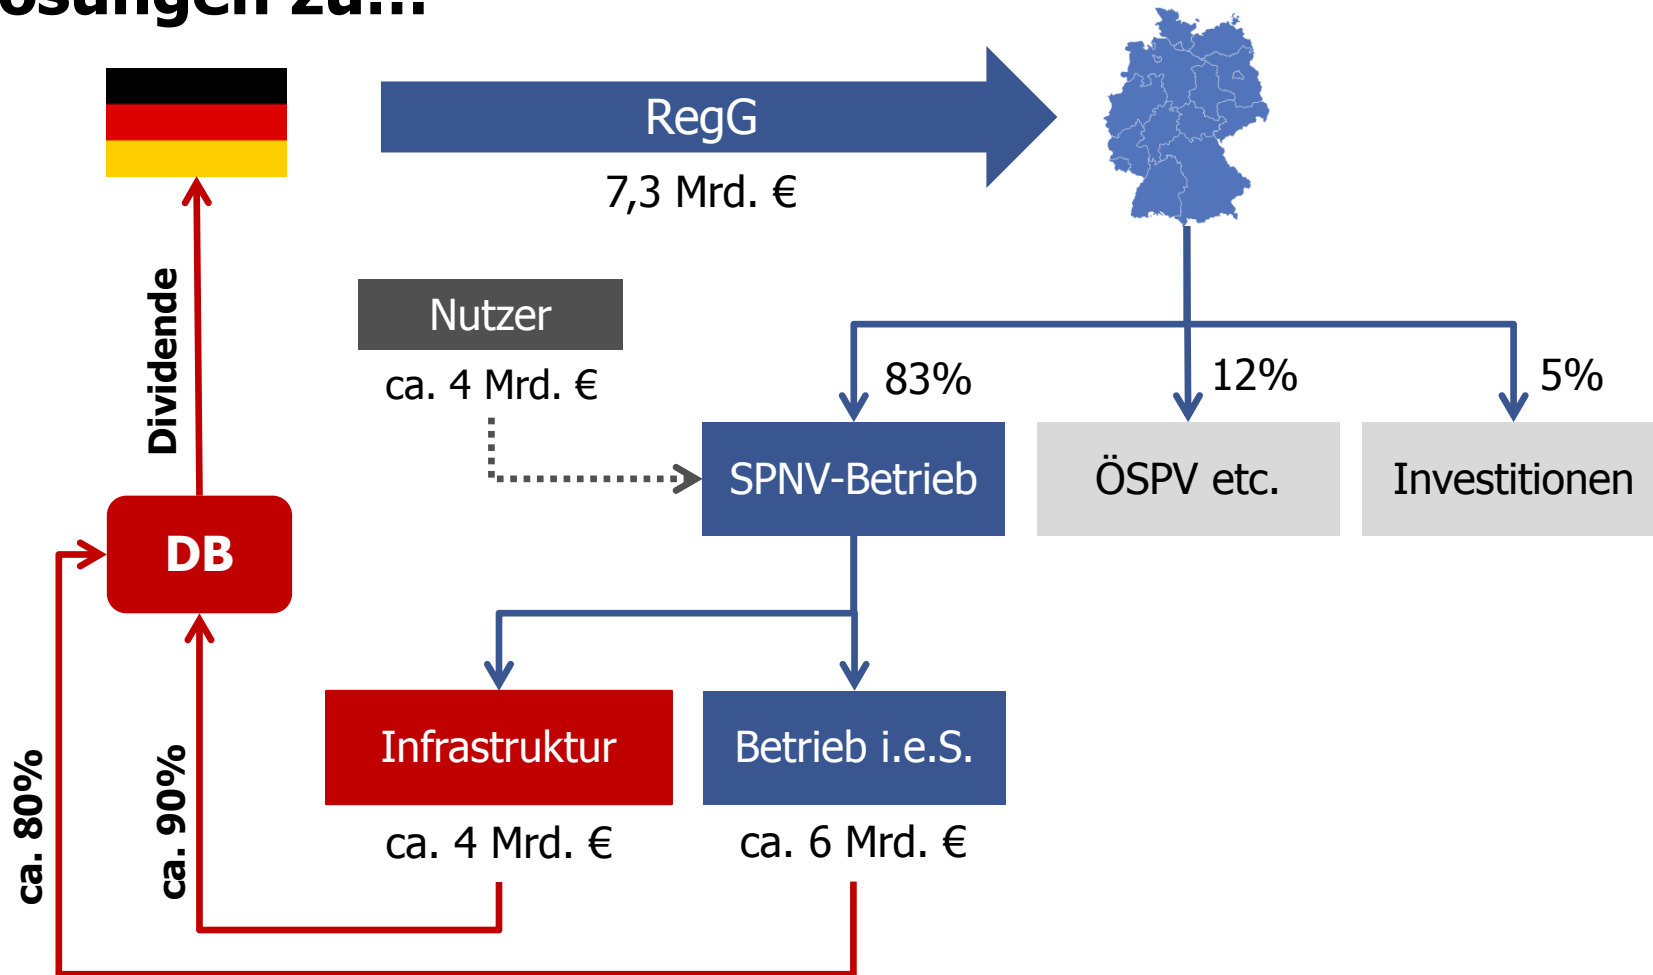 RegG
7,3 Mrd. €
Nutzer
ca. 4 Mrd. €
Dividende
83%
12%
5%
SPNV-Betrieb
ÖSPV etc.
Investitionen
DB
Infrastruktur
Betrieb i.e.S.
ca. 4 Mrd. €
ca. 6 Mrd. €
ca. 80%
ca. 90%